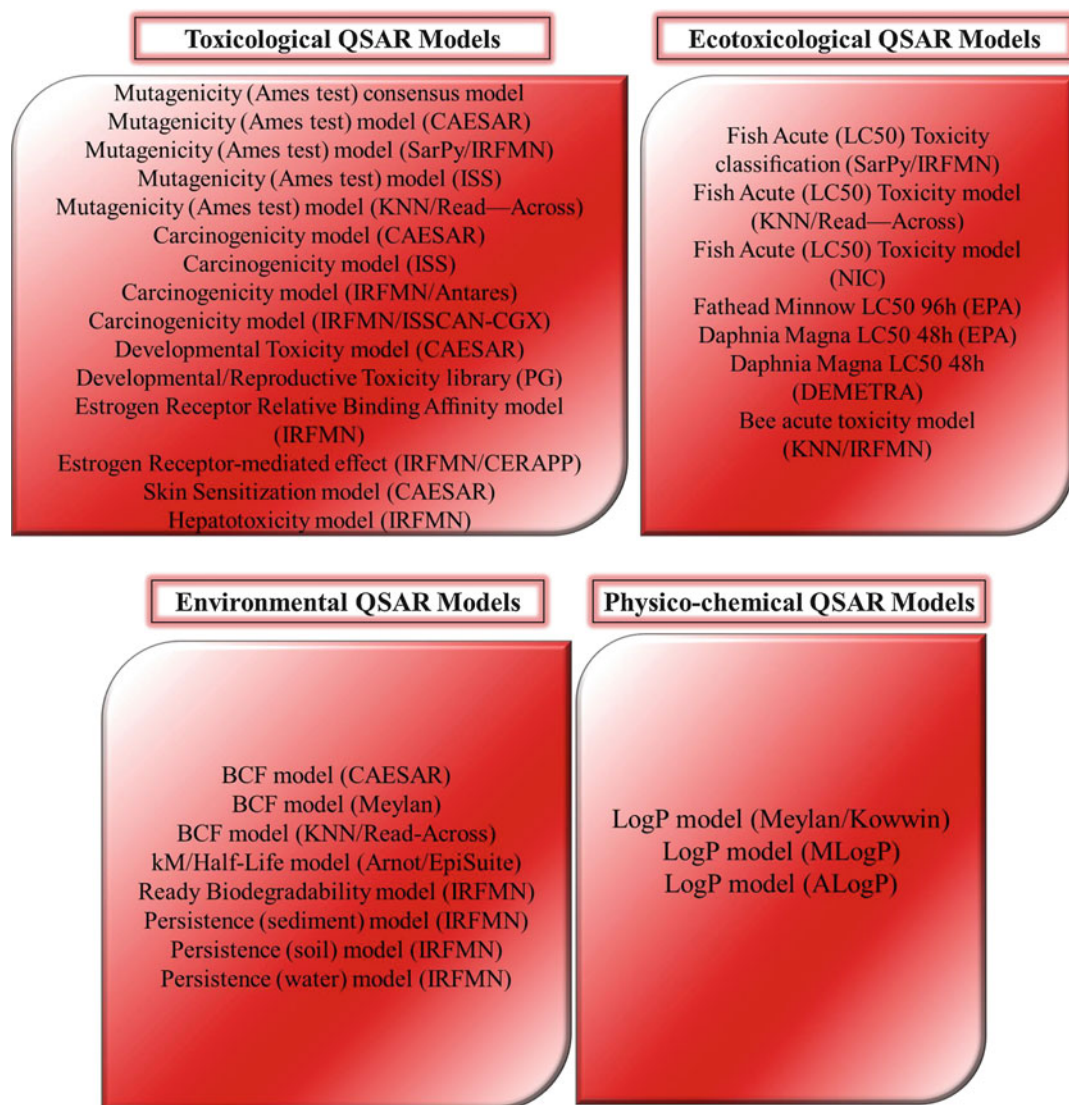 Toxicological QSAR Models
Mutagenicity (Ames test) consensus model
Mutagenicity (Ames test) model (CAESAR)
Mutagenicity (Ames test) model (SarPy/IRFMN)
Mutagenicity (Ames test) model (ISS)
Mutagenicity (Ames test) model (KNN/Read—Across)
Carcinogenicity model (CAESAR)
Carcinogenicity model (ISS)
Carcinogenicity model (IRFMN/Antares)
Carcinogenicity model (IRFMN/ISSCAN-CGX)
Developmental Toxicity model (CAESAR)
Developmental/Reproductive Toxicity library (PG)
Estrogen Receptor Relative Binding Affinity model
(IRFMN)
Estrogen Receptor-mediated effect (IRFMN/CERAPP)
Skin Sensitization model (CAESAR)
Hepatotoxicity model (IRFMN)
Ecotoxicological QSAR Models
Fish Acute (LC50) Toxicity
classification (SarPy/IRFMN)
Fish Acute (LC50) Toxicity model
(KNN/Read—Across)
Fish Acute (LC50) Toxicity model
(NIC)
Fathead Minnow LC50 96h (EPA)
Daphnia Magna LC50 48h (EPA)
Daphnia Magna LC50 48h
(DEMETRA)
Bee acute toxicity model
(KNN/IRFMN)
Environmental QSAR Models
BCF model (CAESAR)
BCF model (Meylan)
BCF model (KNN/Read-Across)
kM/Half-Life model (Arnot/EpiSuite)
Ready Biodegradability model (IRFMN)
Persistence (sediment) model (IRFMN)
Persistence (soil) model (IRFMN)
Persistence (water) model (IRFMN)
Physico-chemical QSAR Models
LogP model (Meylan/Kowwin)
LogP model (MLogP)
LogP model (ALogP)